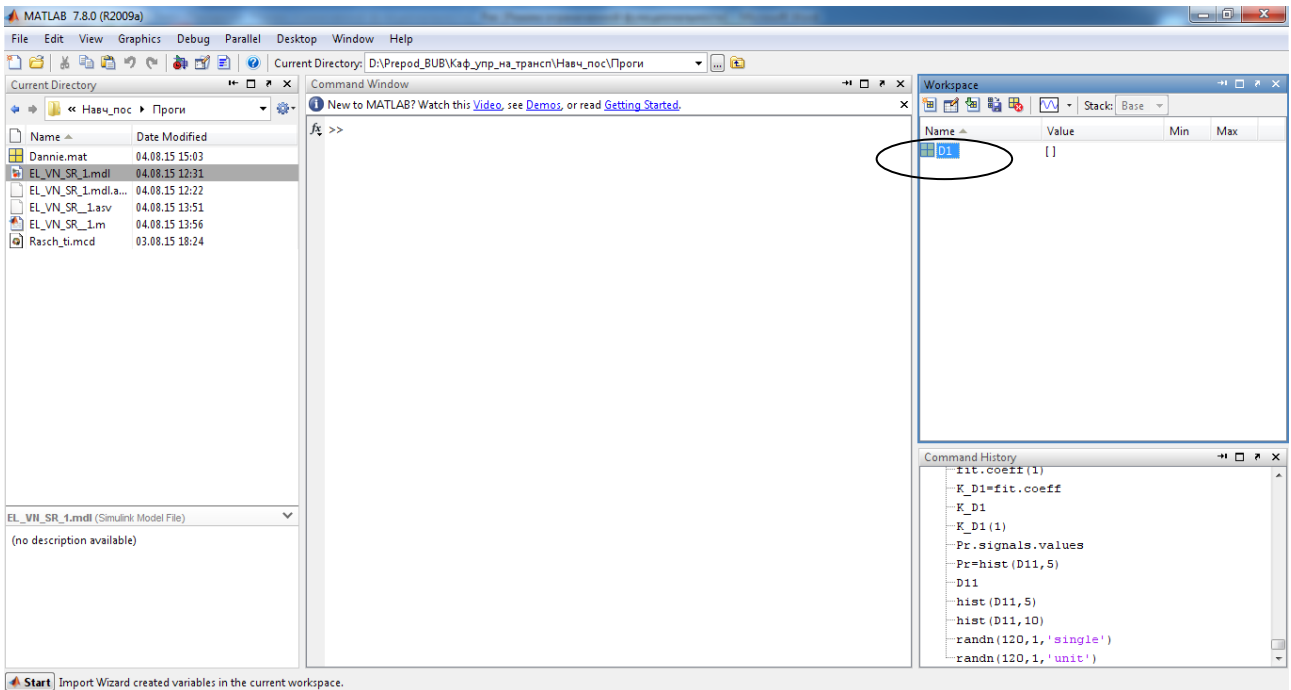 MATLAB 7.8.0 (R2009a)
File Edit View Graphics Debug Parallel Desktop Window Help
Current Directory: D:\Prepod_BUB\Каф_упр_на_трансп\Навч_пос\Проги
Current Directory
« Навч_пос Проги
Name Date Modified
Dannie.mat 04.08.15 15:03
EL_VN_SR_1.mdl 04.08.15 12:31
EL_VN_SR_1.mdl.a... 04.08.15 12:22
EL_VN_SR__1.asv 04.08.15 13:51
EL_VN_SR__1.m 04.08.15 13:56
Rasch_ti.mcd 03.08.15 18:24
EL_VN_SR_1.mdl (Simulink Model File)
(no description available)
Command Window
New to MATLAB? Watch this Video, see Demos, or read Getting Started.
fx >>
Workspace
Stack: Base
Name Value Min Max
D1 []
Command History
fit.coeff(1)
K_D1=fit.coeff
K_D1
K_D1(1)
Pr.signals.values
Pr=hist(D11,5)
D11
hist(D11,5)
hist(D11,10)
randn(120,1,'single')
randn(120,1,'unit')
Start Import Wizard created variables in the current workspace.